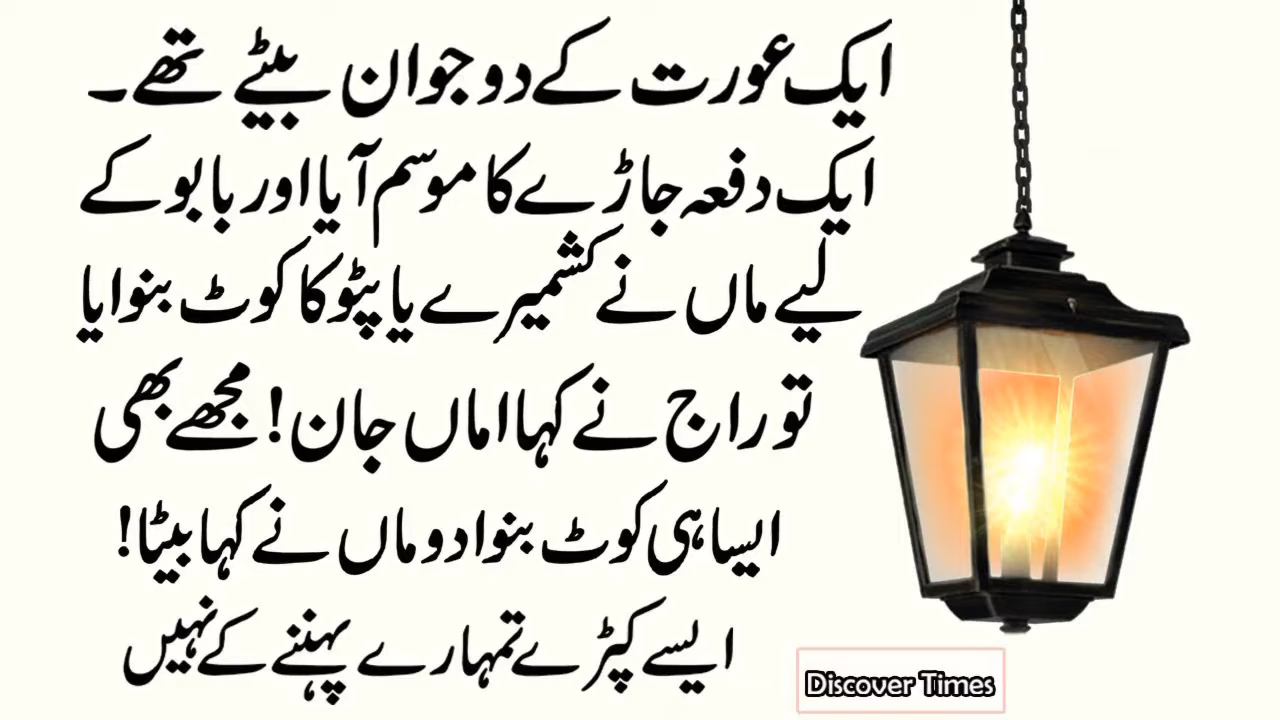 ایک عورت کے دو جوان بیٹے تھے۔
ایک دفعہ جاڑے کا موسم آیا اور بابو کے
لیے ماں نے کشمیرے یا پٹو کا کوٹ بنوایا
تو راج نے کہا اماں جان! مجھے بھی
ایسا ہی کوٹ بنوا دو ماں نے کہا بیٹا!
ایسے کپڑے تمہارے پہننے کے نہیں
Discover Times